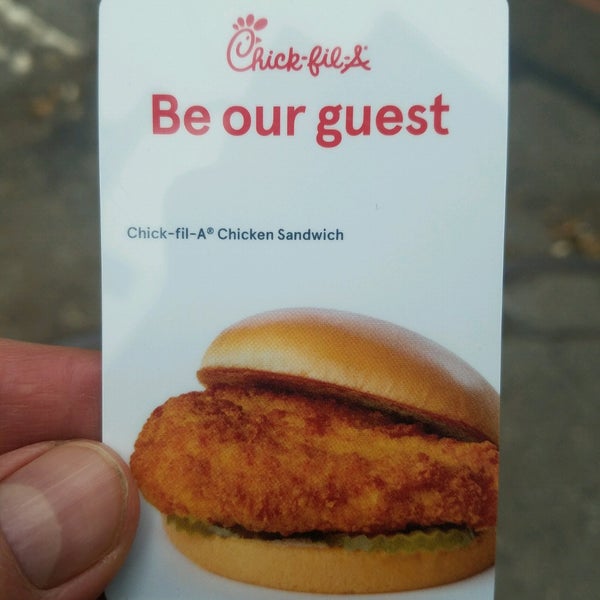 Chick-fil-A®
Be our guest
Chick-fil-A® Chicken Sandwich